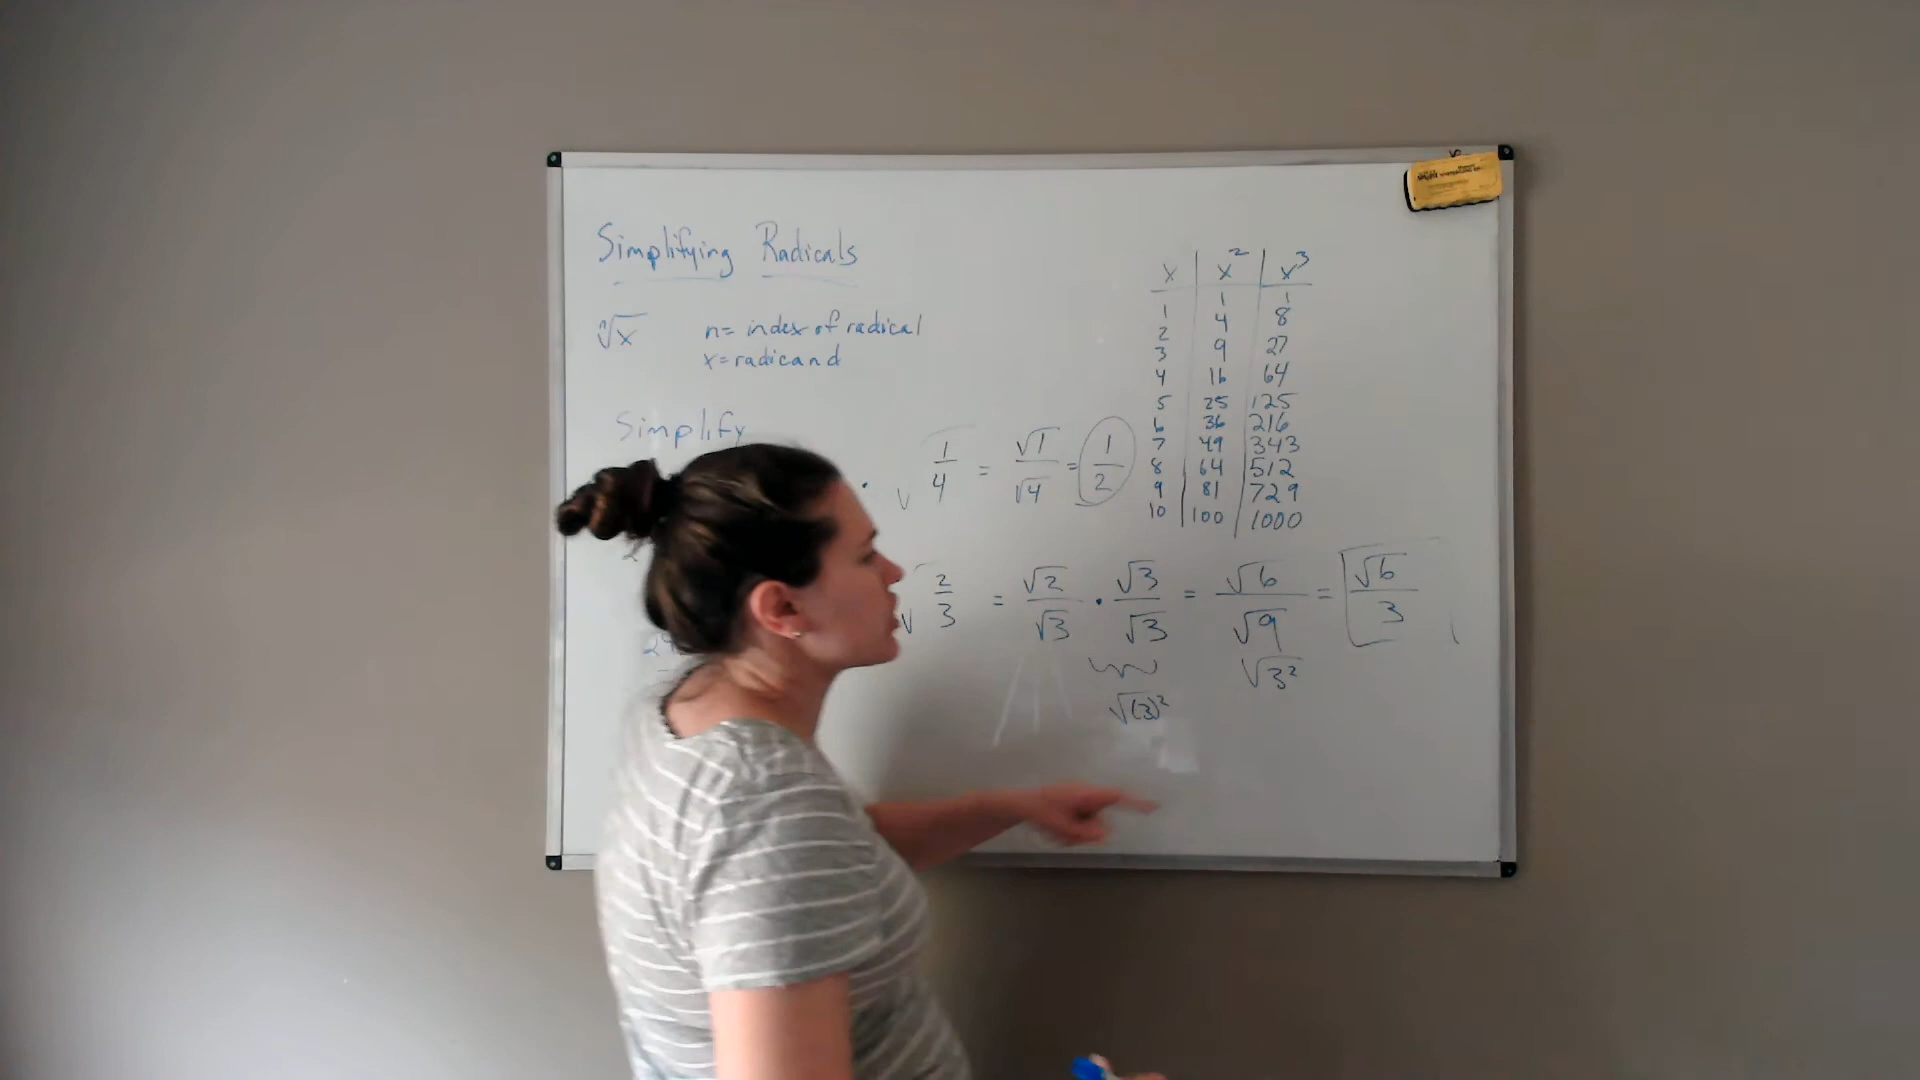 Simplifying Radicals
ⁿ√x n= index of radical
x= radicand
Simplify
x | x² | x³
1 | 1 | 1
2 | 4 | 8
3 | 9 | 27
4 | 16 | 64
5 | 25 | 125
6 | 36 | 216
7 | 49 | 343
8 | 64 | 512
9 | 81 | 729
10 | 100 | 1000
• √1/4 = √1/√4 = 1/2
√2/3 = √2/√3 • √3/√3 = √6/√9 = √6/3
√3²
√(3)²